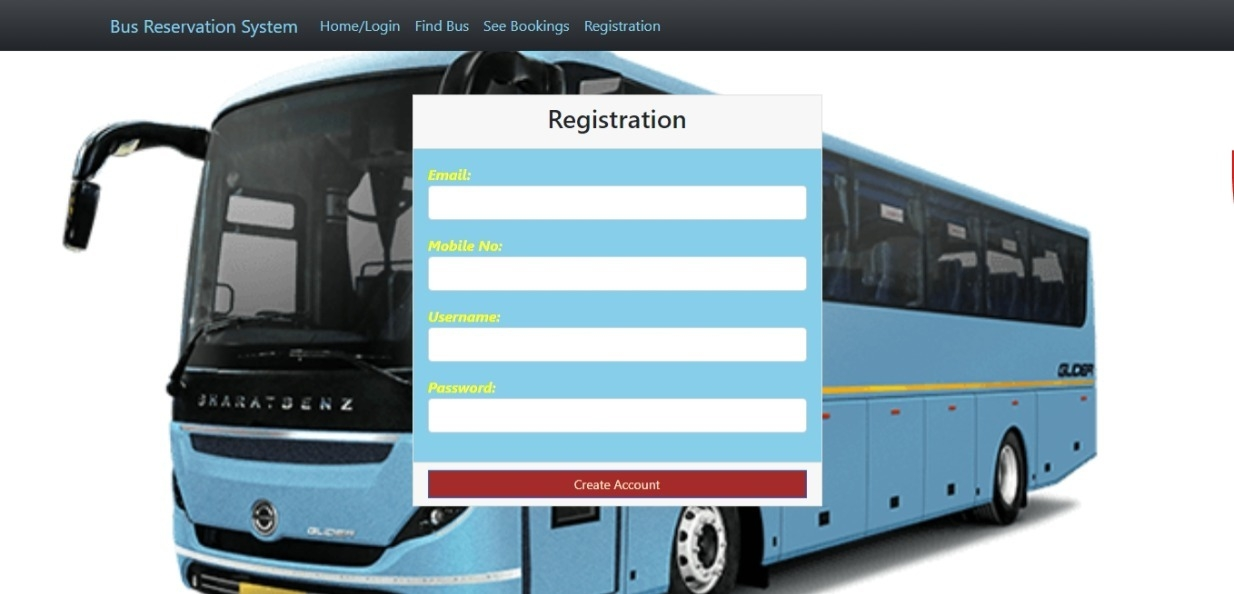 Bus Reservation System Home/Login Find Bus See Bookings Registration
Registration
Email:
Mobile No:
Username:
Password:
Create Account
BHARATBENZ
GLIDER
GLIDER